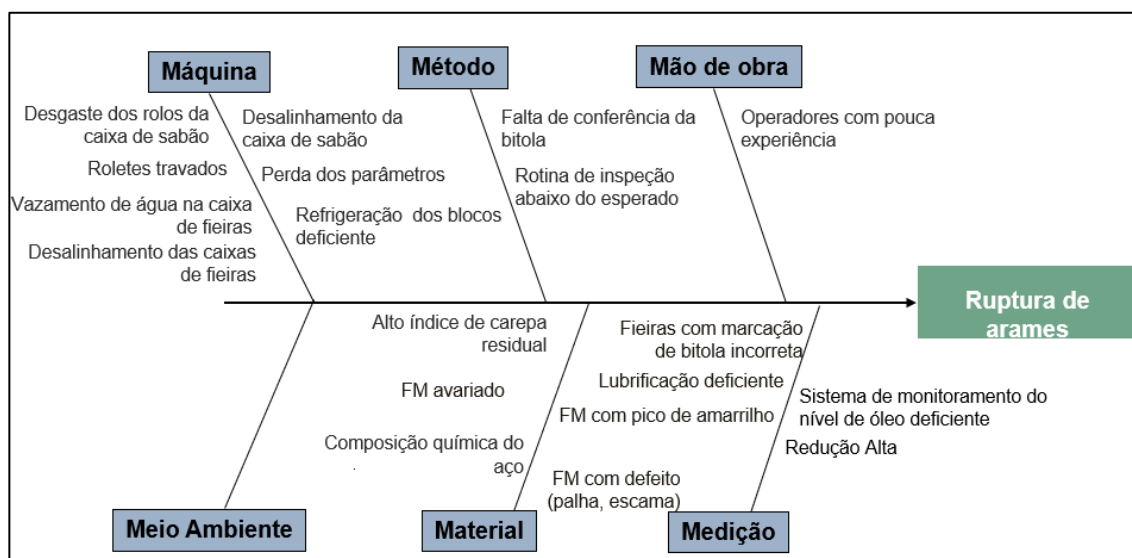 Máquina
Método
Mão de obra
Desgaste dos rolos da
caixa de sabão
Roletes travados
Vazamento de água na caixa
de fieiras
Desalinhamento das caixas
de fieiras
Desalinhamento da
caixa de sabão
Perda dos parâmetros
Refrigeração dos blocos
deficiente
Falta de conferência da
bitola
Rotina de inspeção
abaixo do esperado
Operadores com pouca
experiência
Ruptura de
arames
Alto índice de carepa
residual
FM avariado
Composição química do
aço
Fieiras com marcação
de bitola incorreta
Lubrificação deficiente
FM com pico de amarrilho
FM com defeito
(palha, escama)
Sistema de monitoramento do
nível de óleo deficiente
Redução Alta
Meio Ambiente
Material
Medição